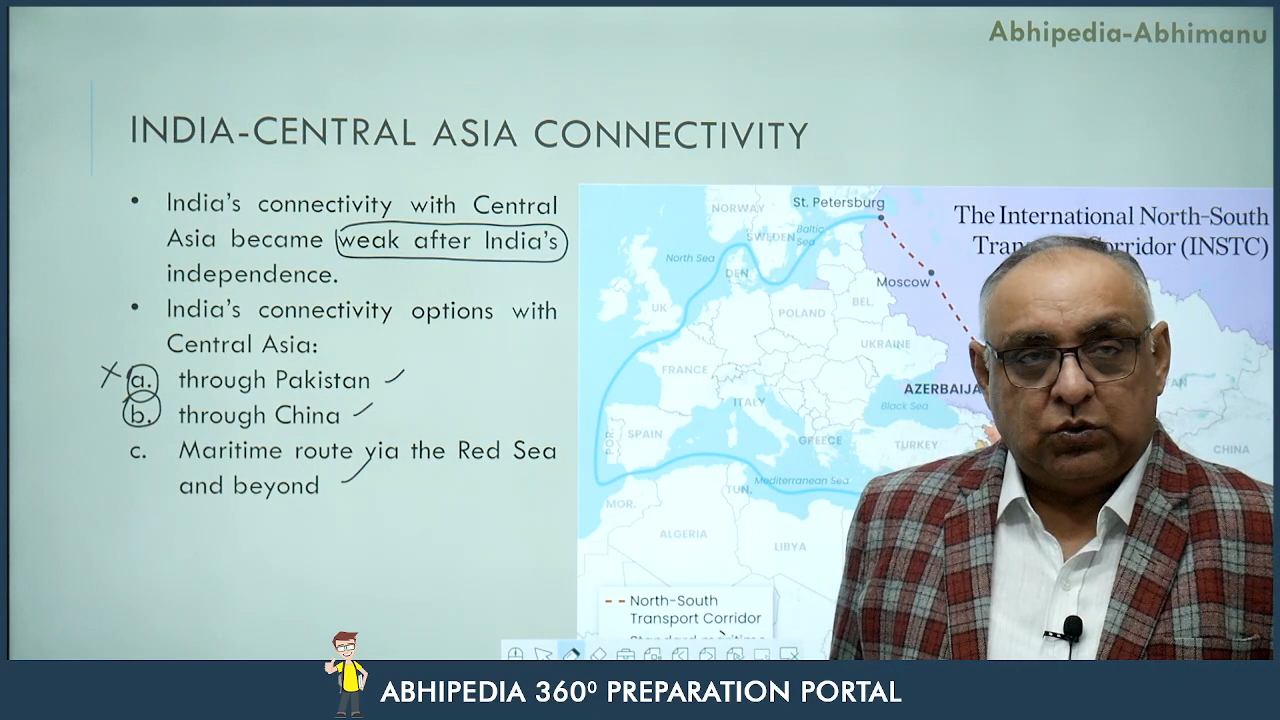 Abhipedia-Abhimanu
INDIA-CENTRAL ASIA CONNECTIVITY
• India's connectivity with Central
Asia became weak after India's
independence.
• India's connectivity options with
Central Asia:
a. through Pakistan
b. through China
c. Maritime route via the Red Sea
and beyond
The International North-South
Corridor (INSTC)
St. Petersburg
NORWAY
SWEDEN
Baltic
Sea
North Sea
DEN.
Moscow
UK
BEL.
POLAND
UKRAINE
FRANCE
AZERBAIJA
ITALY
Black Sea
POR.
SPAIN
GREECE
TURKEY
CHINA
Mediterranean Sea
TUN.
MOR.
ALGERIA
LIBYA
North-South
Transport Corridor
Standard maritime
ABHIPEDIA 360⁰ PREPARATION PORTAL